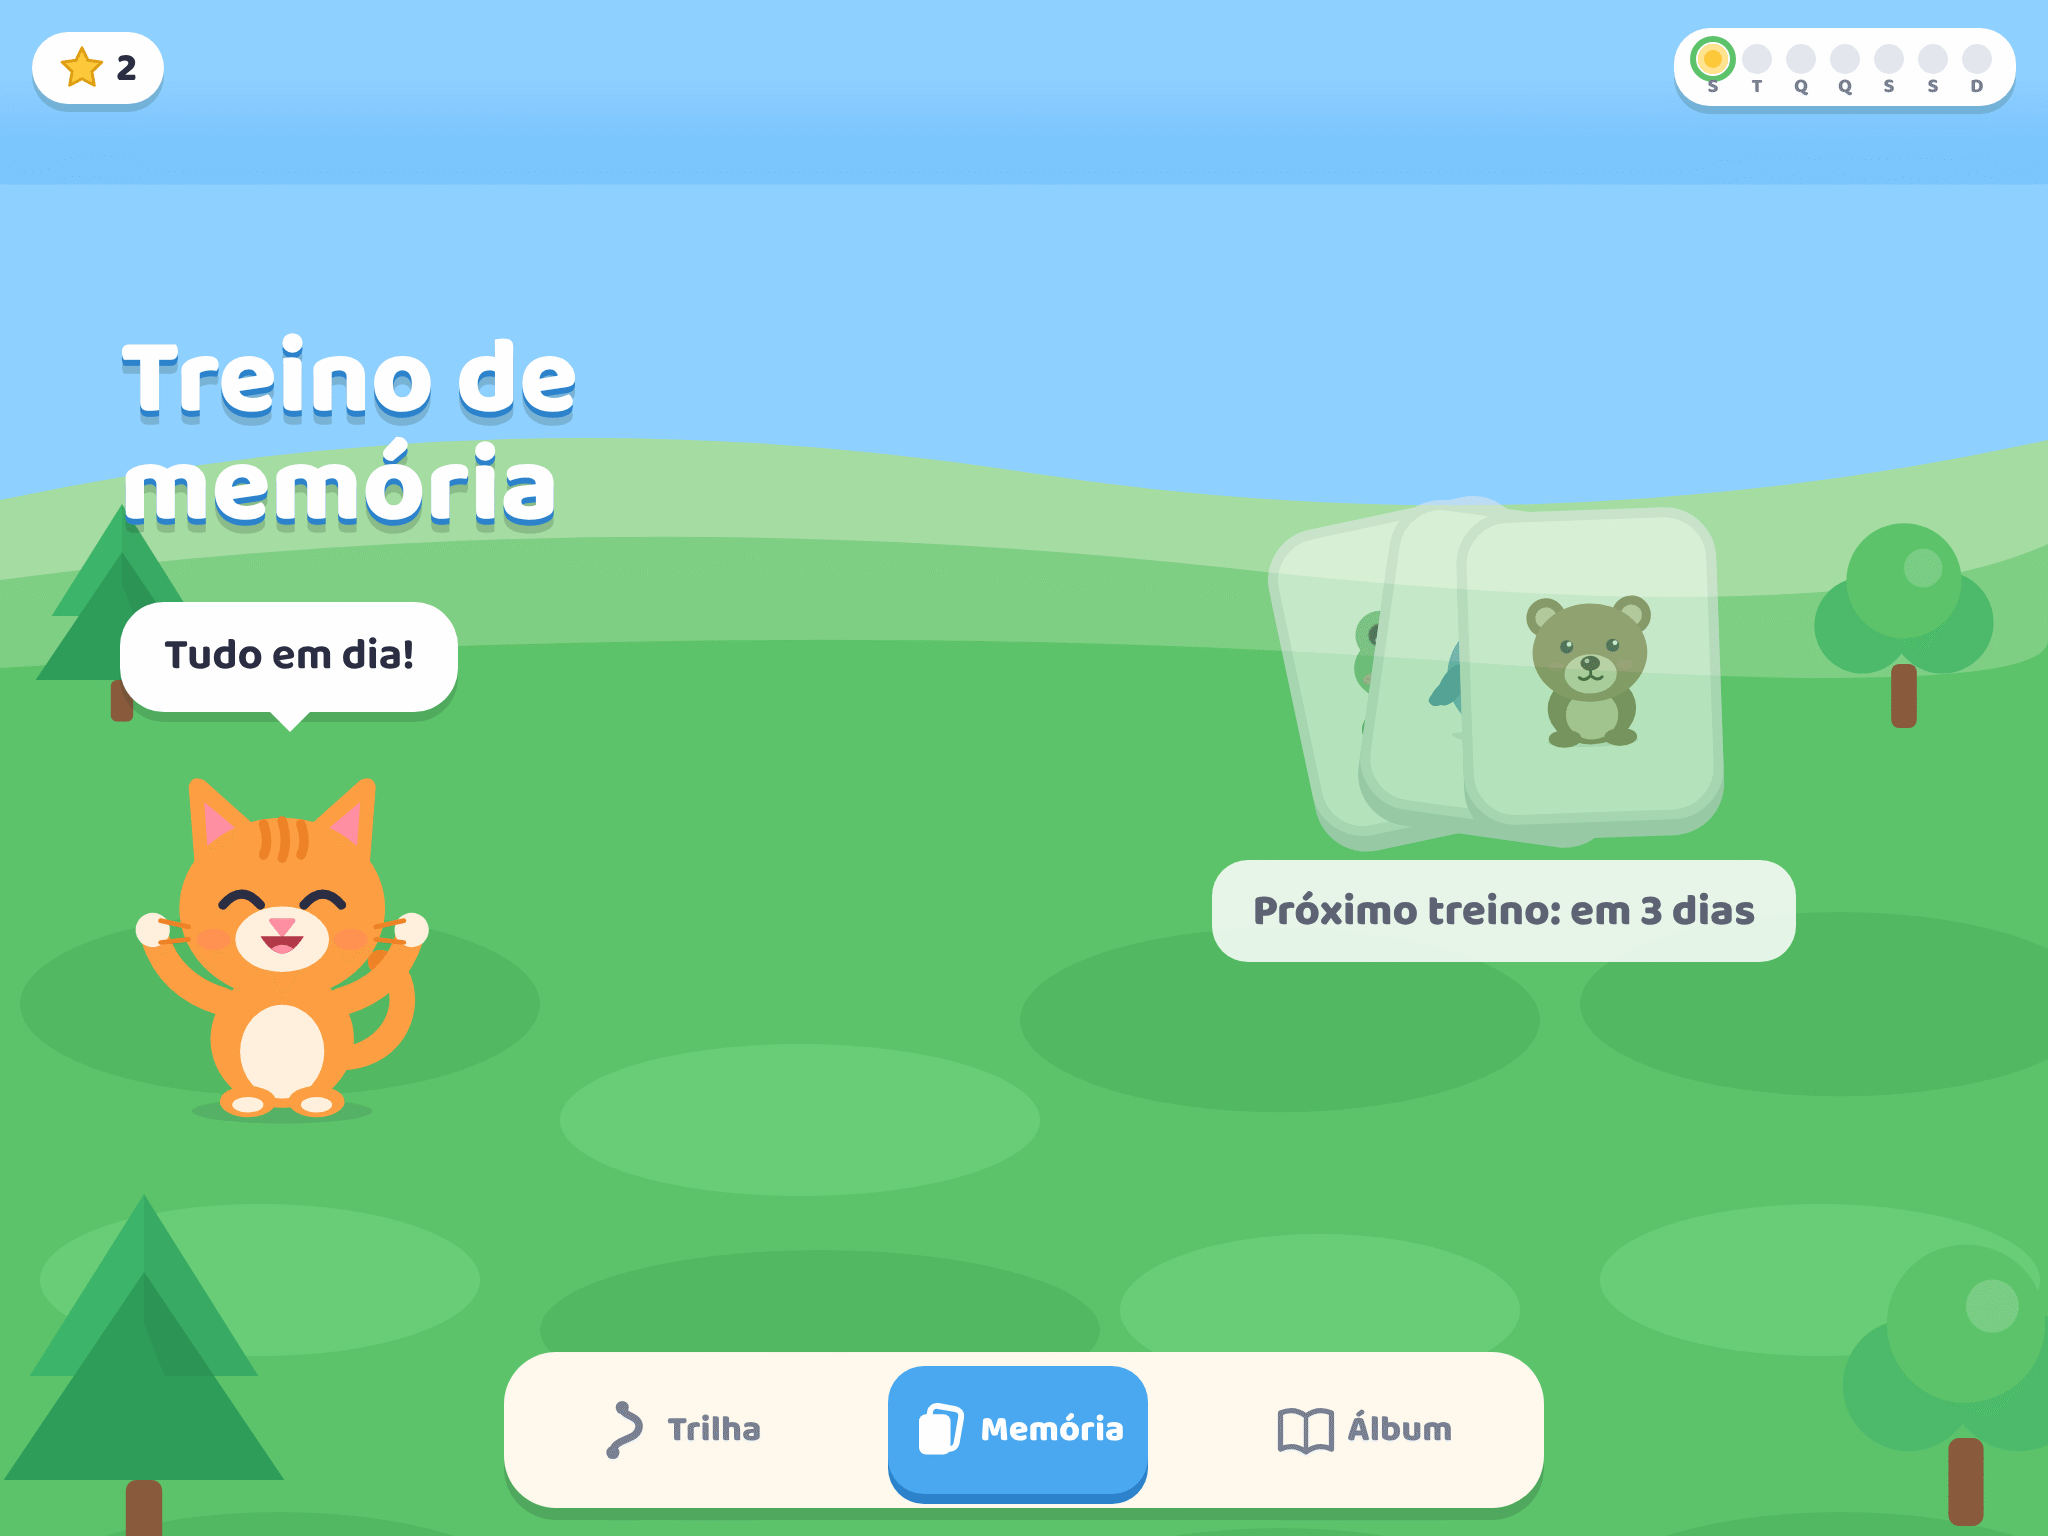 2
S T Q Q S S D
Treino de
memória
Tudo em dia!
Próximo treino: em 3 dias
Trilha
Memória
Álbum